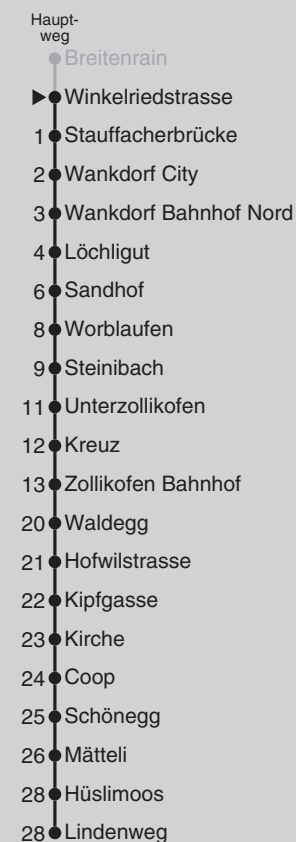 Haupt-
weg
Breitenrain
▶ Winkelriedstrasse
1 Stauffacherbrücke
2 Wankdorf City
3 Wankdorf Bahnhof Nord
4 Löchligut
6 Sandhof
8 Worblaufen
9 Steinibach
11 Unterzollikofen
12 Kreuz
13 Zollikofen Bahnhof
20 Waldegg
21 Hofwilstrasse
22 Kipfgasse
23 Kirche
24 Coop
25 Schönegg
26 Mätteli
28 Hüslimoos
28 Lindenweg